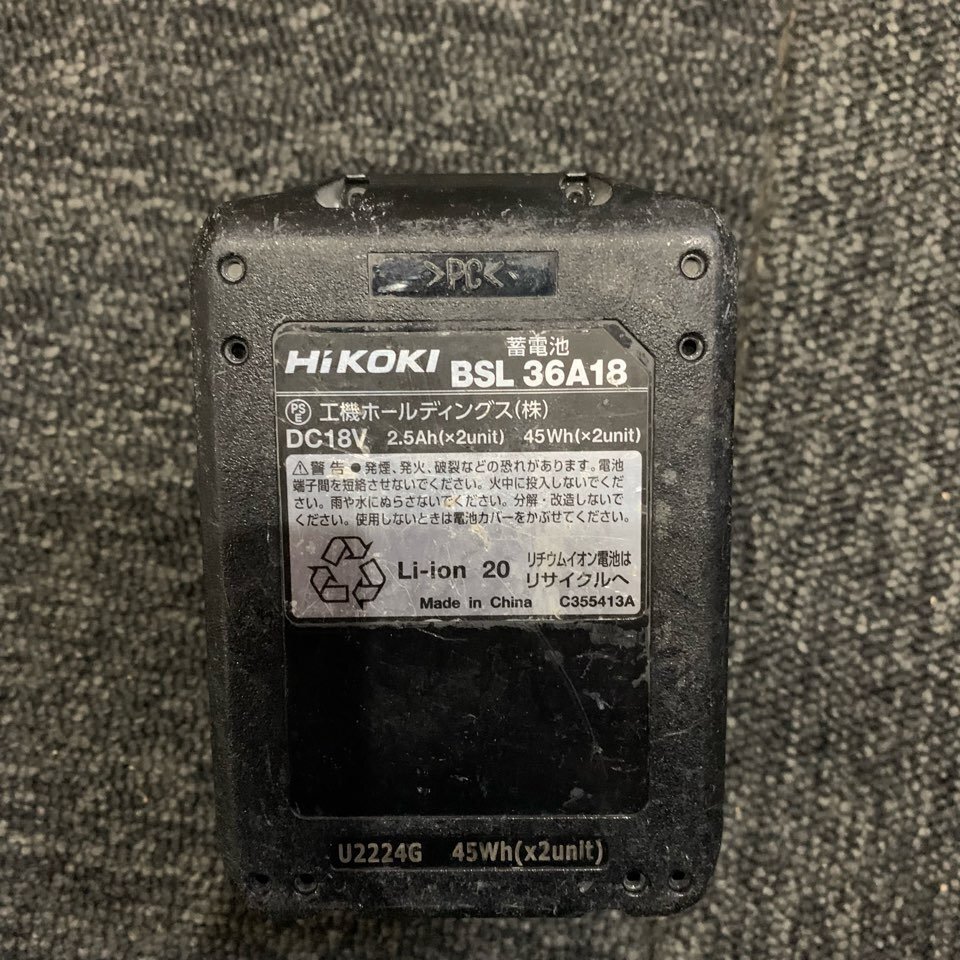 >PC<
HiKOKI 蓄電池
BSL 36A18
PSE 工機ホールディングス(株)
DC18V 2.5Ah(×2unit) 45Wh(×2unit)
⚠警告 ● 発煙、発火、破裂などの恐れがあります。電池
端子間を短絡させないでください。火中に投入しないでくだ
さい。雨や水にぬらさないでください。分解・改造しないで
ください。使用しないときは電池カバーをかぶせてください。
Li-ion 20 リチウムイオン電池は
リサイクルへ
Made in China C355413A
U2224G 45Wh(x2unit)